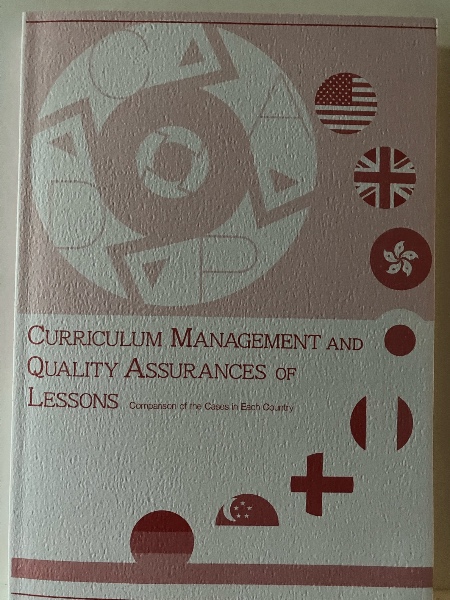 C
A
D
P
CURRICULUM MANAGEMENT AND
QUALITY ASSURANCES OF
LESSONS Comparison of the Cases in Each Country